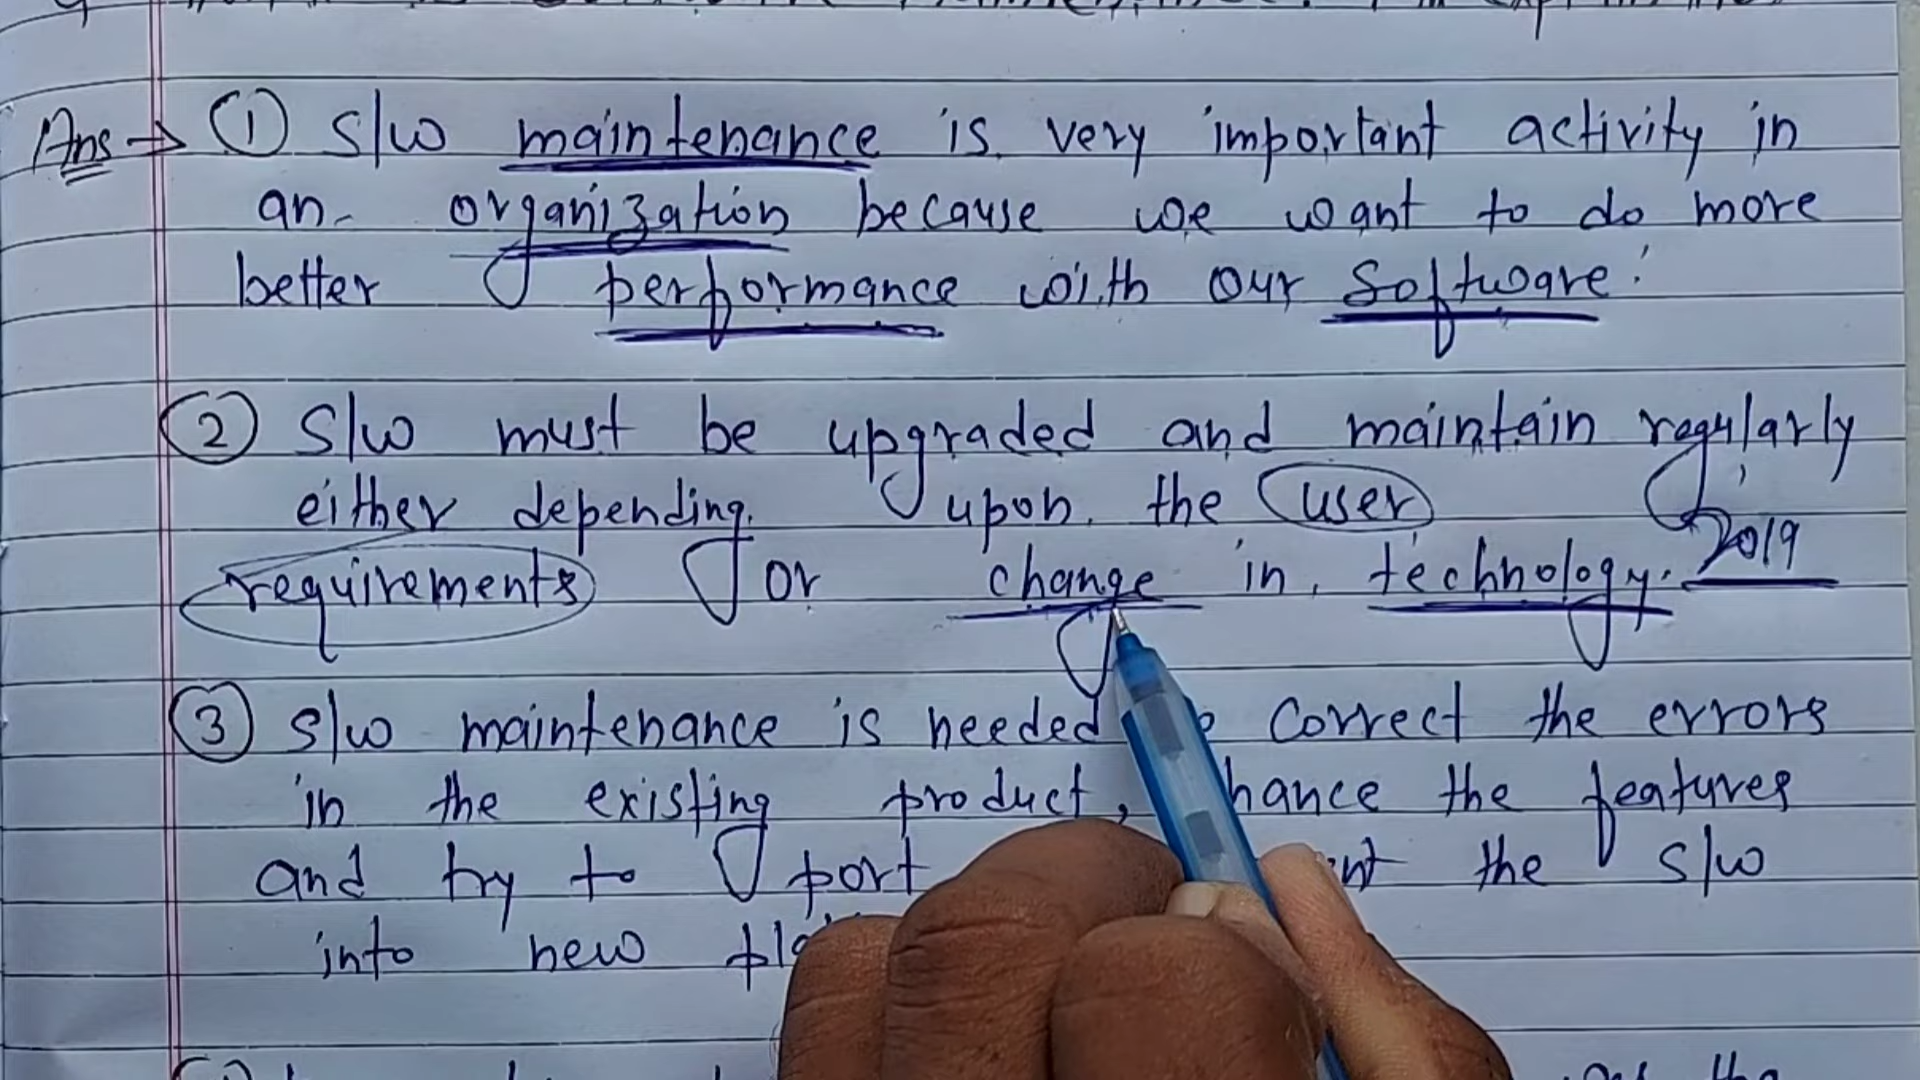 Ans → ① S/w maintenance is very important activity in
an organization because we want to do more
better performance with our software.
② S/w must be upgraded and maintain regularly
either depending upon the user
requirements or change in technology. 2019
③ S/w maintenance is needed correct the errors
in the existing product, hance the features
and try to port the s/w
into new
the